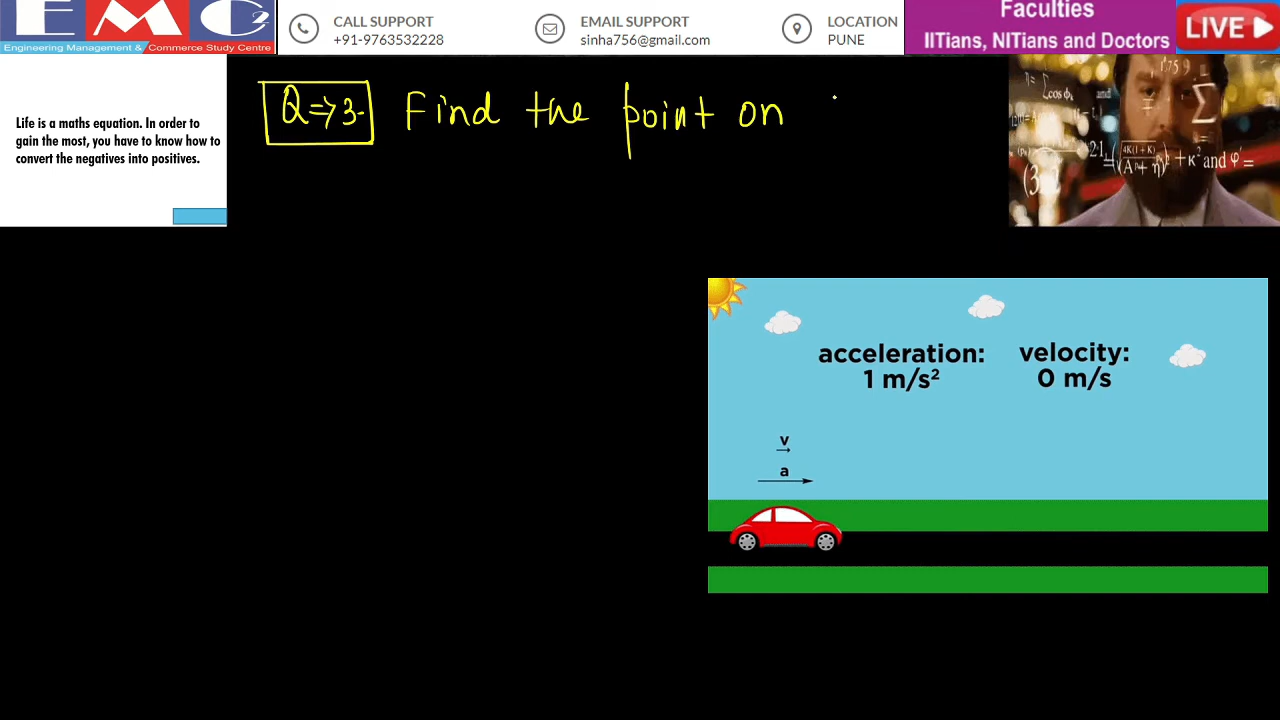 EMC²
Engineering Management & Commerce Study Centre
CALL SUPPORT
+91-9763532228
EMAIL SUPPORT
sinha756@gmail.com
LOCATION
PUNE
Faculties
IITians, NITians and Doctors
LIVE
Life is a maths equation. In order to
gain the most, you have to know how to
convert the negatives into positives.
Q⇒3. Find the point on
acceleration:
1 m/s²
velocity:
0 m/s
v
a